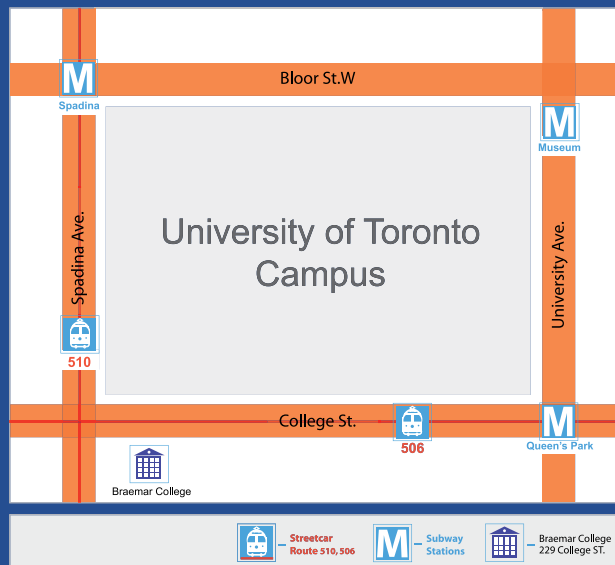 Bloor St.W
M
Spadina
M
Museum
University of Toronto
Campus
Spadina Ave.
University Ave.
510
College St.
506
M
Queen's Park
Braemar College
Streetcar
Route 510, 506
M
Subway
Stations
Braemar College
229 College ST.